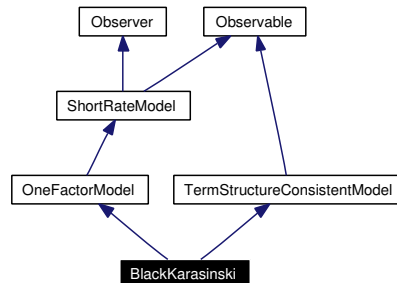 Observer
Observable
ShortRateModel
OneFactorModel
TermStructureConsistentModel
BlackKarasinski